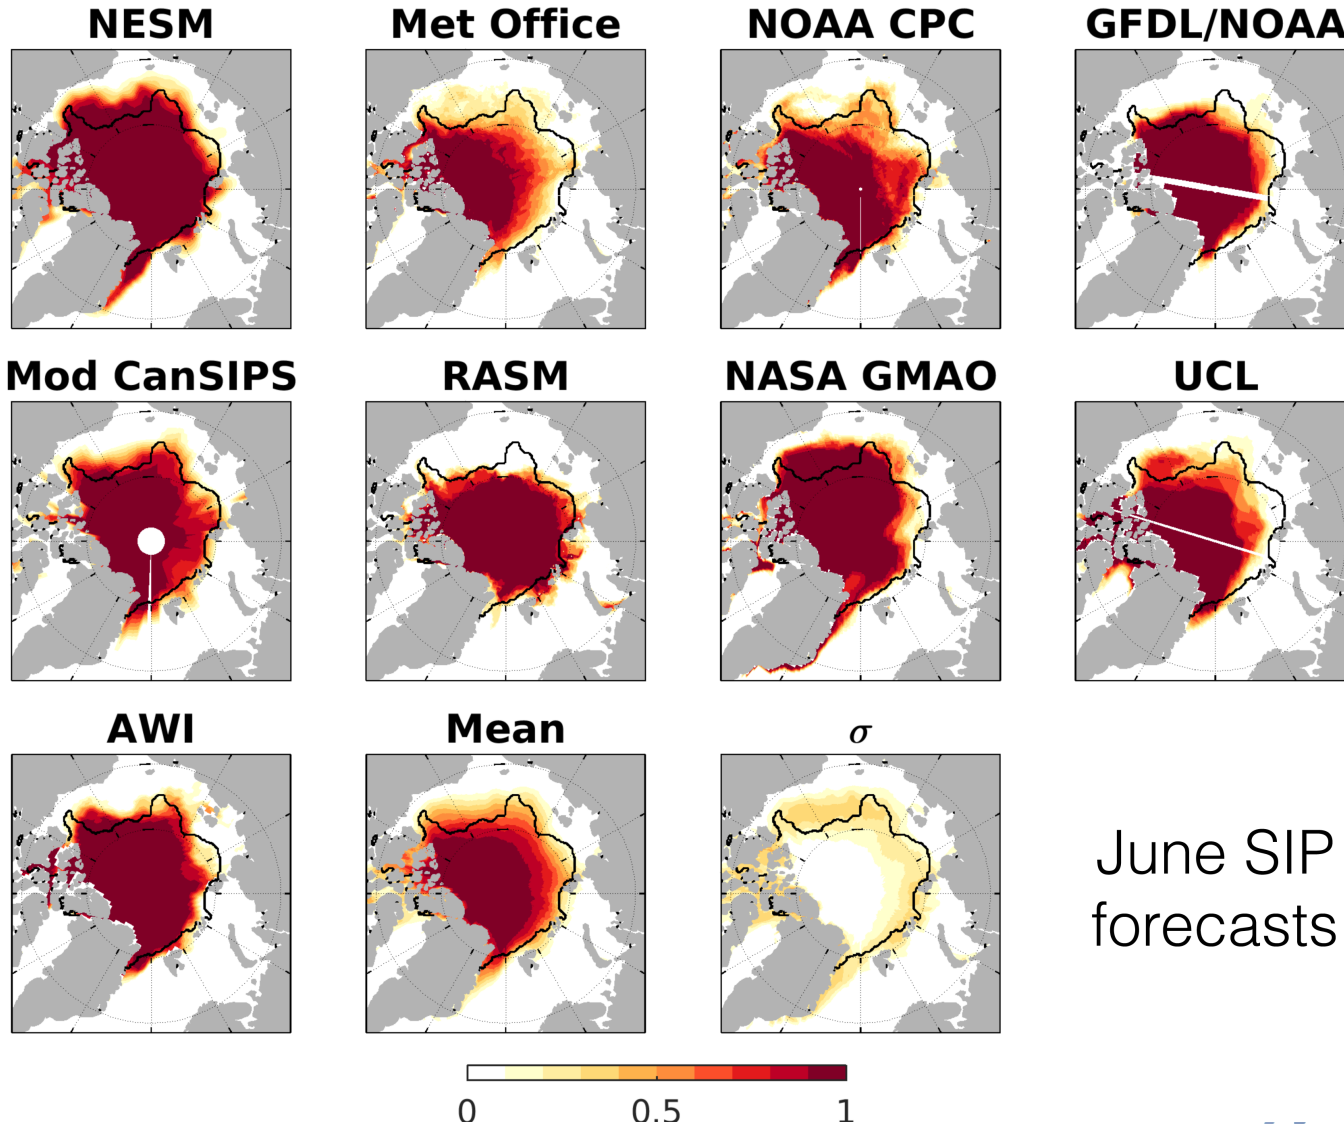 NESM
Met Office
NOAA CPC
GFDL/NOAA
Mod CanSIPS
RASM
NASA GMAO
UCL
AWI
Mean
σ
June SIP
forecasts
0
0.5
1